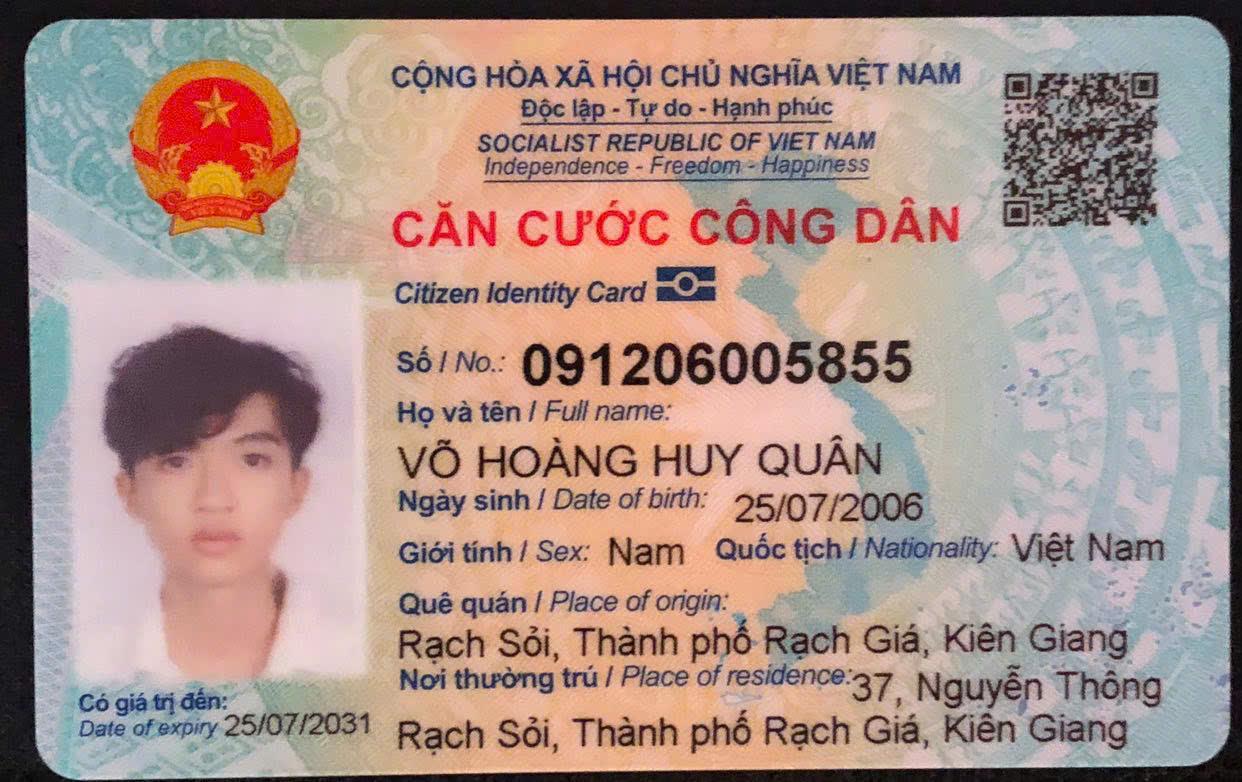 CỘNG HÒA XÃ HỘI CHỦ NGHĨA VIỆT NAM
Độc lập - Tự do - Hạnh phúc
SOCIALIST REPUBLIC OF VIET NAM
Independence - Freedom - Happiness
CĂN CƯỚC CÔNG DÂN
Citizen Identity Card
Số / No.: 091206005855
Họ và tên / Full name:
VÕ HOÀNG HUY QUÂN
Ngày sinh / Date of birth: 25/07/2006
Giới tính / Sex: Nam Quốc tịch / Nationality: Việt Nam
Quê quán / Place of origin:
Rạch Sỏi, Thành phố Rạch Giá, Kiên Giang
Nơi thường trú / Place of residence: 37, Nguyễn Thông
Rạch Sỏi, Thành phố Rạch Giá, Kiên Giang
Có giá trị đến:
Date of expiry 25/07/2031